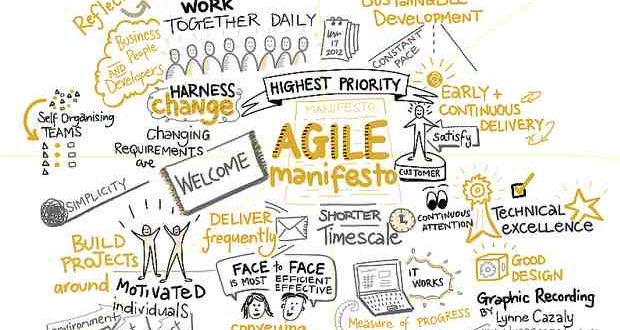 Reflect
WORK
TOGETHER DAILY
Business
People
AND
Developers
JAN
17
2012
SUSTAINABLE
Development
CONSTANT
PACE
HARNESS
change
HIGHEST PRIORITY
EARLY +
CONTINUOUS
DELIVERY
satisfy
CUSTOMER
Self Organising
TEAMS
CHANGING
REQUIREMENTS
are
WELCOME
MANIFESTO
AGILE
manifesto
SIMPLICITY
DELIVER
frequently
SHORTER
Timescale
CONTINUOUS
ATTENTION
TECHNICAL
excellence
BUILD
PROJECTS
around
MOTIVATED
individuals
FACE to FACE
IS MOST EFFICIENT
EFFECTIVE
conveying
IT
WORKS
Measure of PROGRESS
GOOD
DESIGN
Graphic Recording
BY Lynne Cazaly
environment